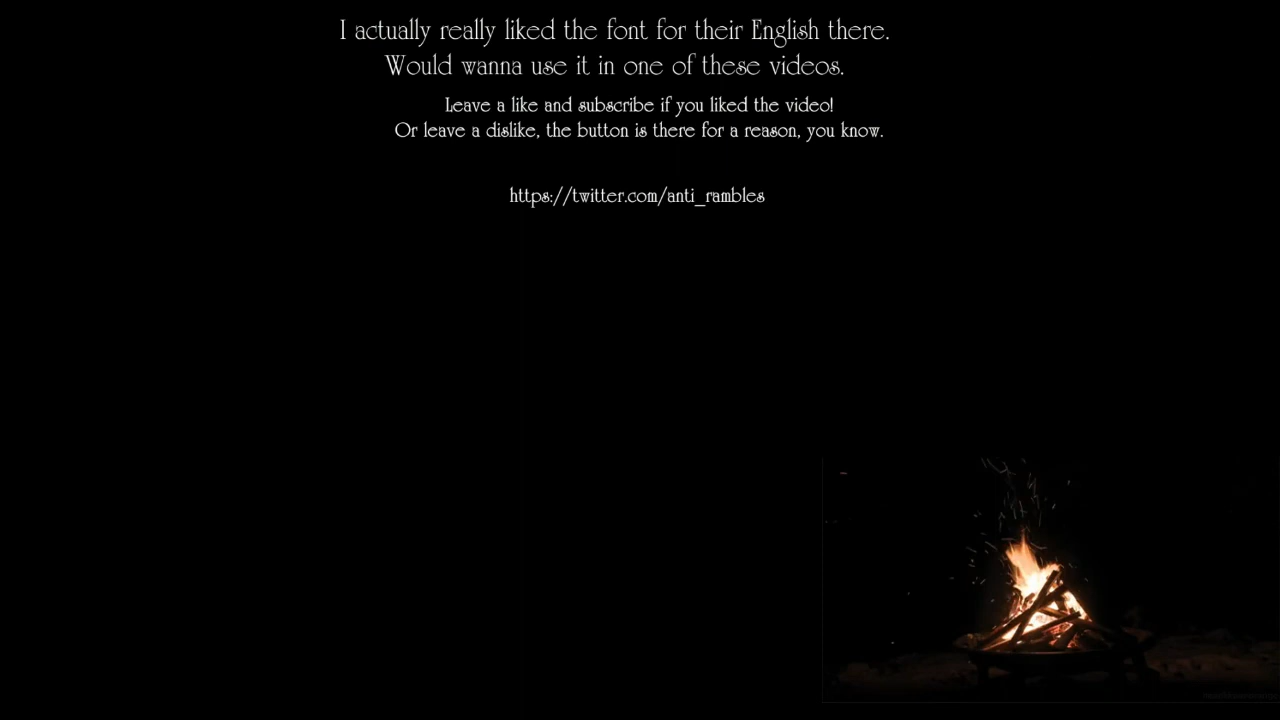 I actually really liked the font for their English there.
Would wanna use it in one of these videos.
Leave a like and subscribe if you liked the video!
Or leave a dislike, the button is there for a reason, you know.
https://twitter.com/anti_rambles